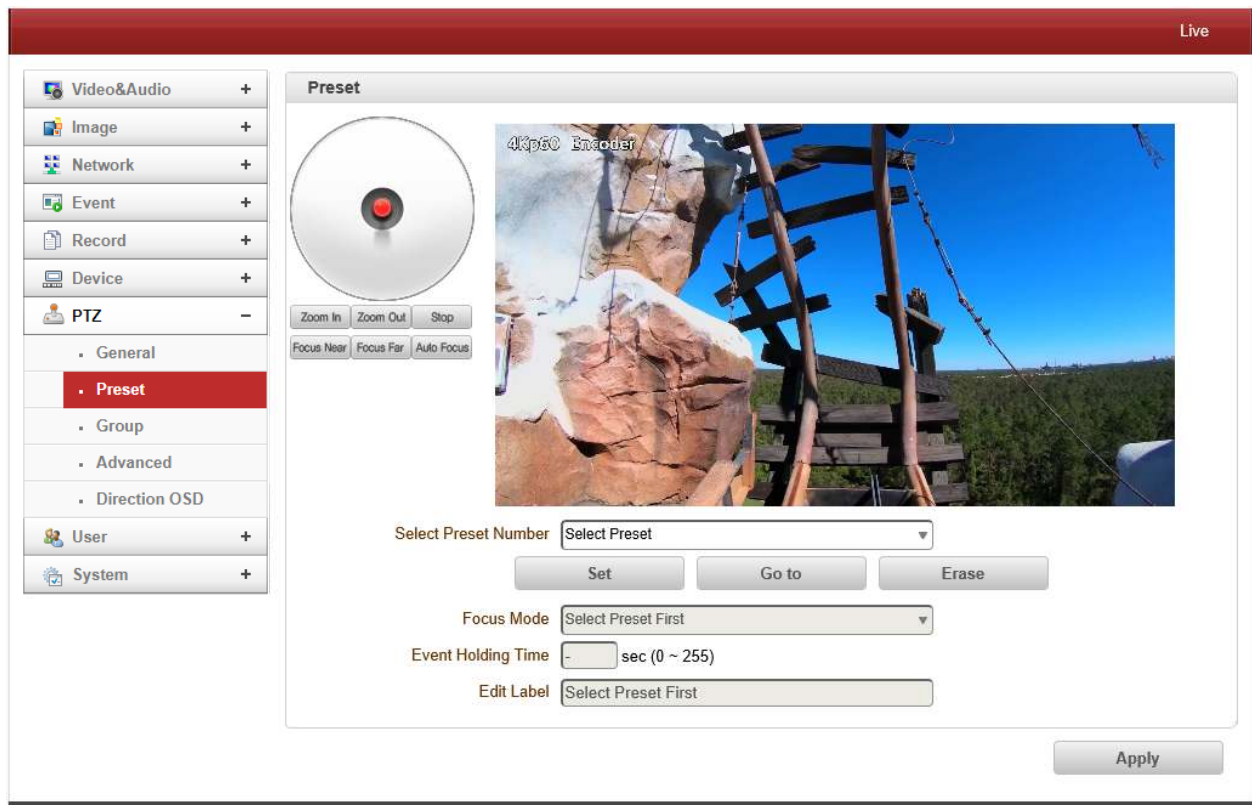 Live
Video&Audio +
Image +
Network +
Event +
Record +
Device +
PTZ −
General
Preset
Group
Advanced
Direction OSD
User +
System +
Preset
Zoom In Zoom Out Stop
Focus Near Focus Far Auto Focus
4Kp60 Encoder
Select Preset Number Select Preset
Set Go to Erase
Focus Mode Select Preset First
Event Holding Time - sec (0 ~ 255)
Edit Label Select Preset First
Apply